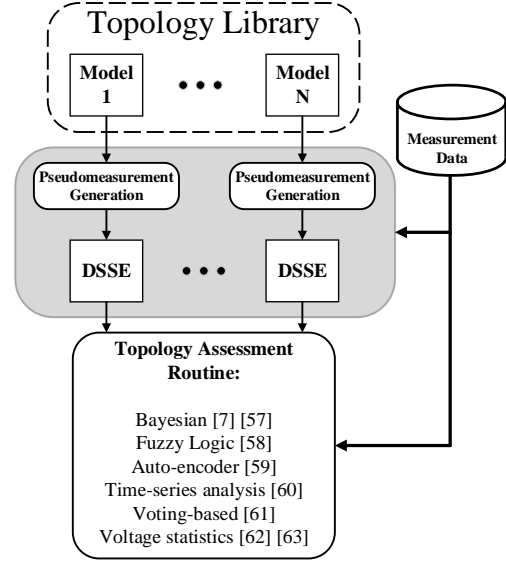 Topology Library
Model
1
Model
N
Measurement
Data
Pseudomeasurement
Generation
Pseudomeasurement
Generation
DSSE
DSSE
Topology Assessment
Routine:
Bayesian [7] [57]
Fuzzy Logic [58]
Auto-encoder [59]
Time-series analysis [60]
Voting-based [61]
Voltage statistics [62] [63]